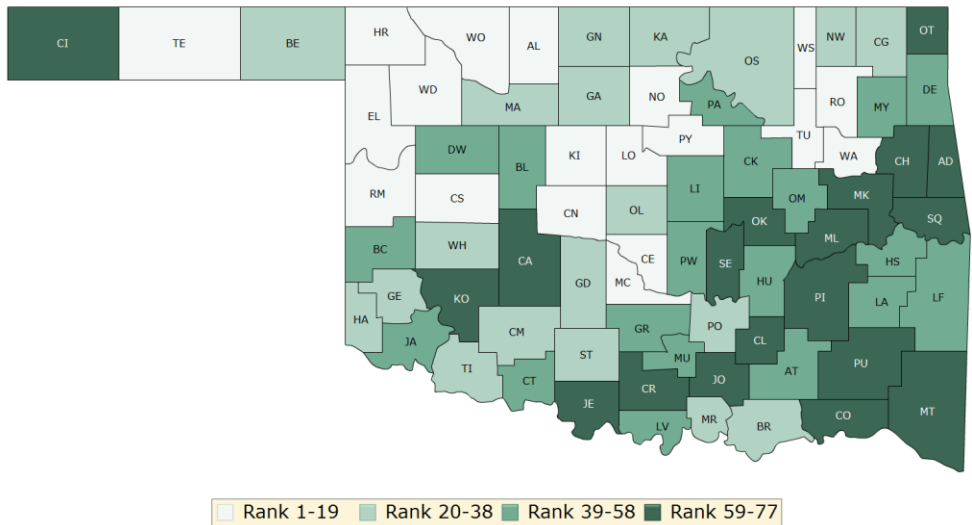 CI TE BE HR WO AL GN KA OS WS NW CG OT
WD MA GA NO PA RO MY DE
EL DW BL KI LO PY CK TU WA CH AD
RM CS CN OL LI OM MK SQ
BC WH CA CE PW SE OK ML HS
GE KO GD MC HU PI LA LF
HA JA CM GR PO CL
TI CT ST MU JO AT PU
JE CR LV MR BR CO MT
Rank 1-19 Rank 20-38 Rank 39-58 Rank 59-77